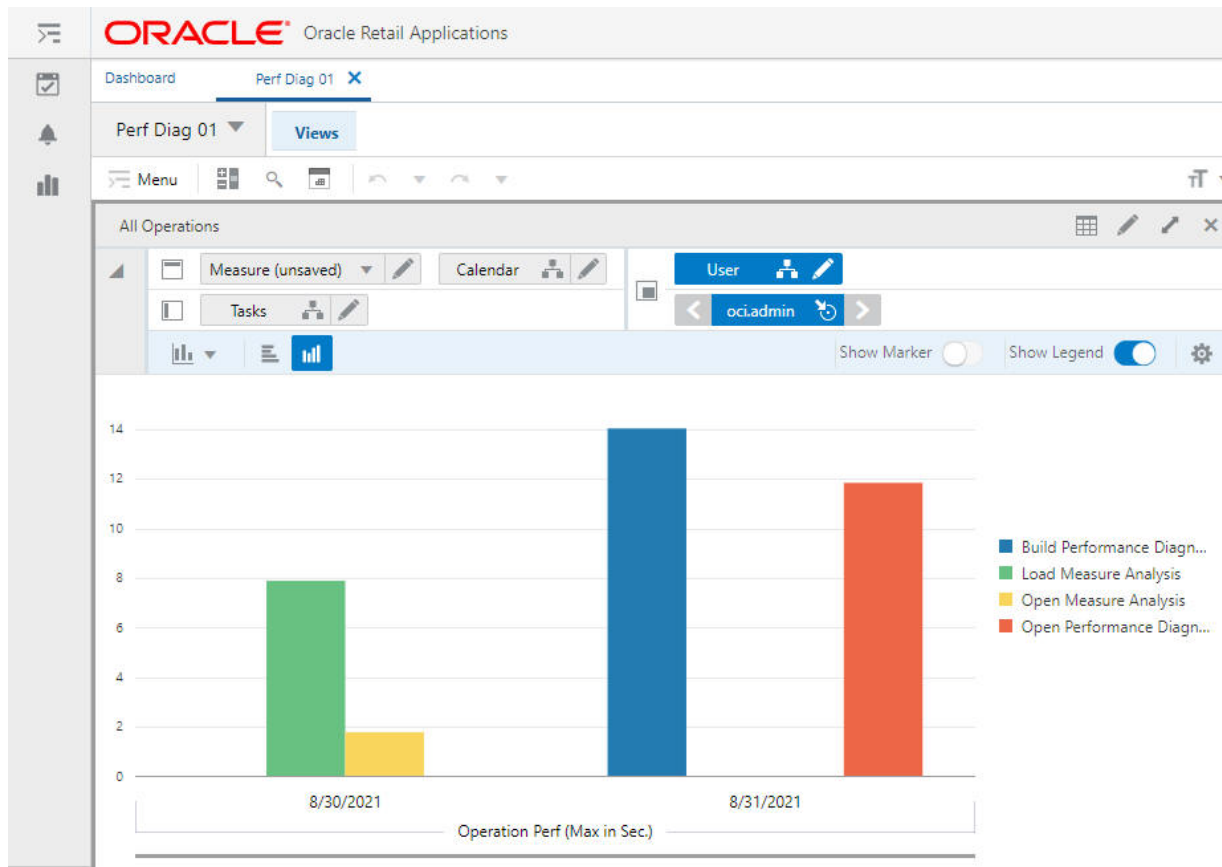 ORACLE® Oracle Retail Applications
Dashboard Perf Diag 01
Perf Diag 01 Views
Menu
All Operations
Measure (unsaved) Calendar User
Tasks oci.admin
Show Marker Show Legend
14
12
10
8
6
4
2
0
Build Performance Diagn...
Load Measure Analysis
Open Measure Analysis
Open Performance Diagn...
8/30/2021 8/31/2021
Operation Perf (Max in Sec.)